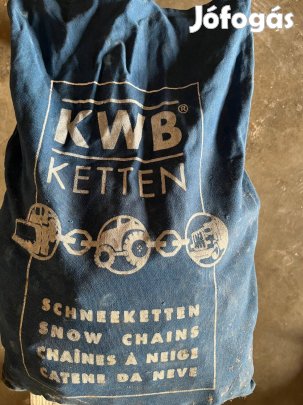 Jófogás
KWB®
KETTEN
SCHNEEKETTEN
SNOW CHAINS
CHAÎNES À NEIGE
CATENE DA NEVE